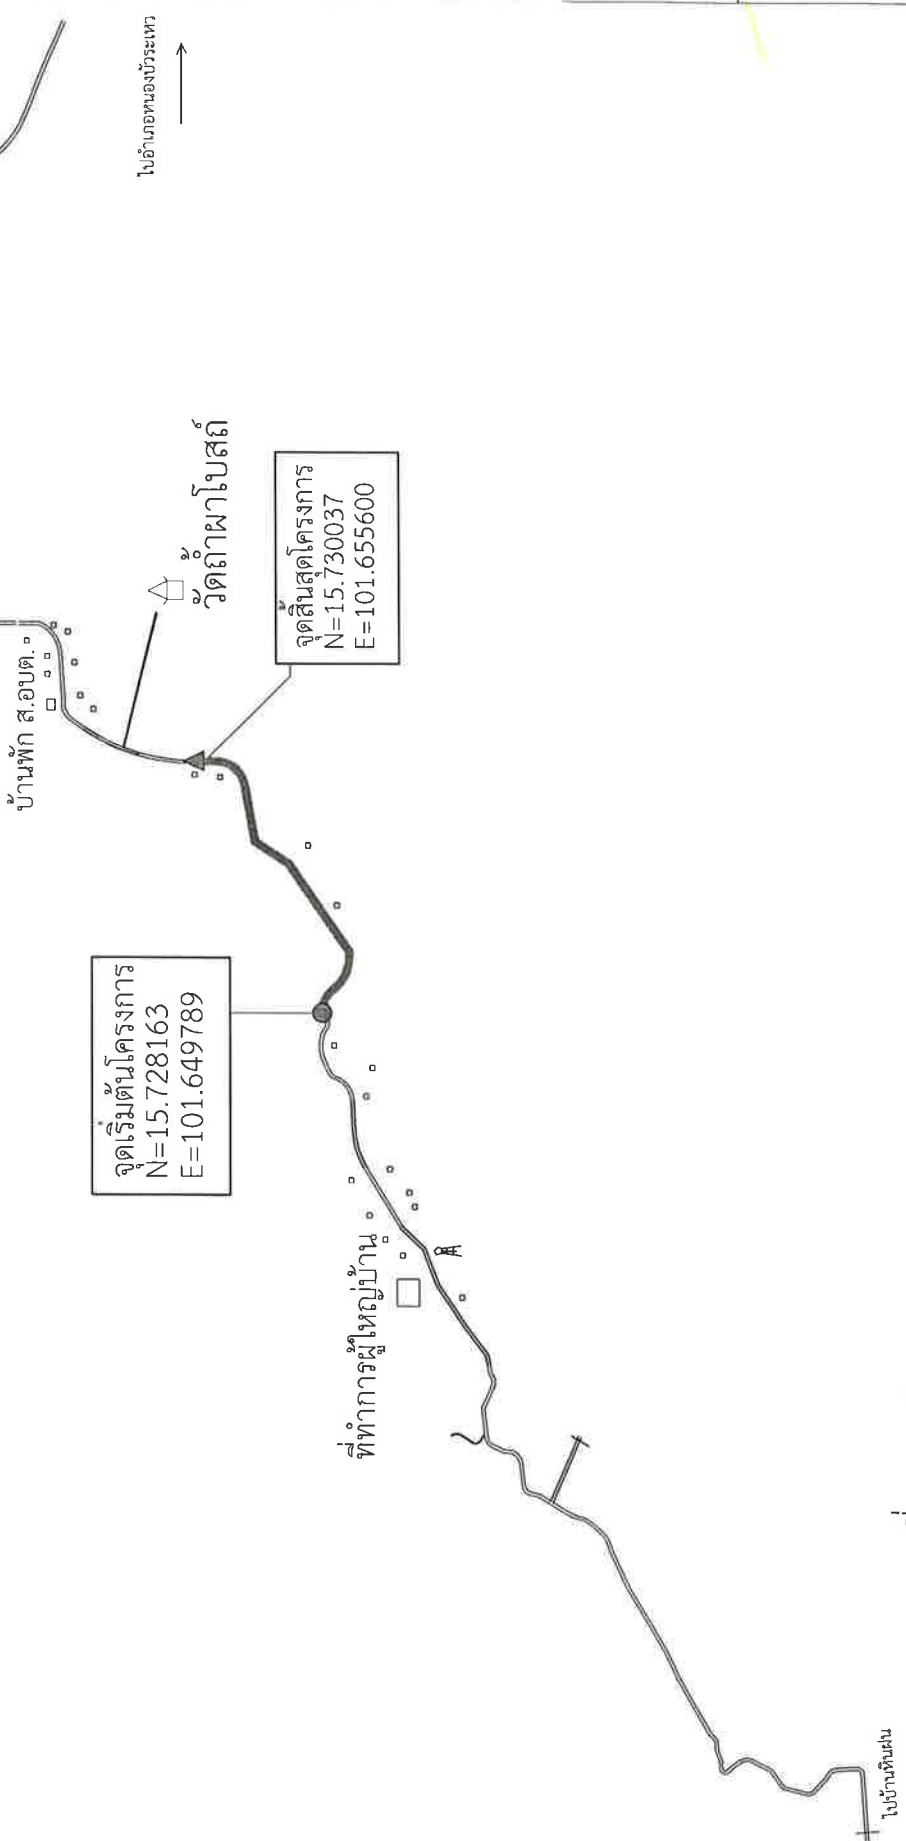 ไปอำเภอหนองบัวระเหว
บ้านพัก ส.อบต.
วัดถ้ำผาโบสถ์
จุดสิ้นสุดโครงการ
N=15.730037
E=101.655600
จุดเริ่มต้นโครงการ
N=15.728163
E=101.649789
ที่ทำการผู้ใหญ่บ้าน
ไปบ้านหินฝน